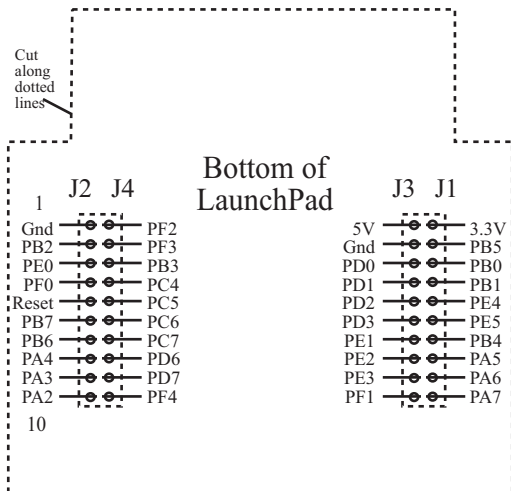 Cut
along
dotted
lines
Bottom of
LaunchPad
J2 J4
J3 J1
1
Gnd PF2
PB2 PF3
PE0 PB3
PF0 PC4
Reset PC5
PB7 PC6
PB6 PC7
PA4 PD6
PA3 PD7
PA2 PF4
10
5V 3.3V
Gnd PB5
PD0 PB0
PD1 PB1
PD2 PE4
PD3 PE5
PE1 PB4
PE2 PA5
PE3 PA6
PF1 PA7